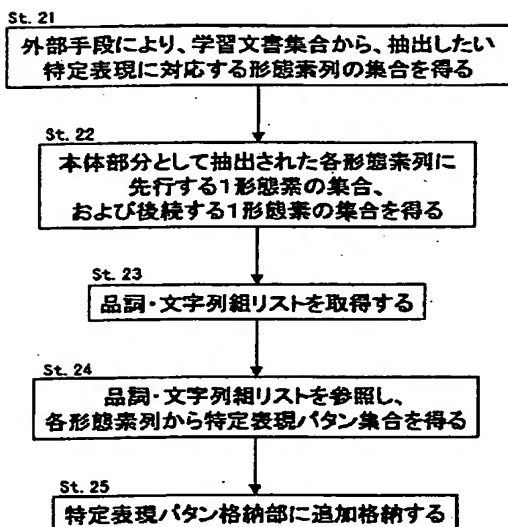 St. 21
外部手段により、学習文書集合から、抽出したい
特定表現に対応する形態素列の集合を得る
St. 22
本体部分として抽出された各形態素列に
先行する1形態素の集合、
および後続する1形態素の集合を得る
St. 23
品詞・文字列組リストを取得する
St. 24
品詞・文字列組リストを参照し、
各形態素列から特定表現パタン集合を得る
St. 25
特定表現パタン格納部に追加格納する